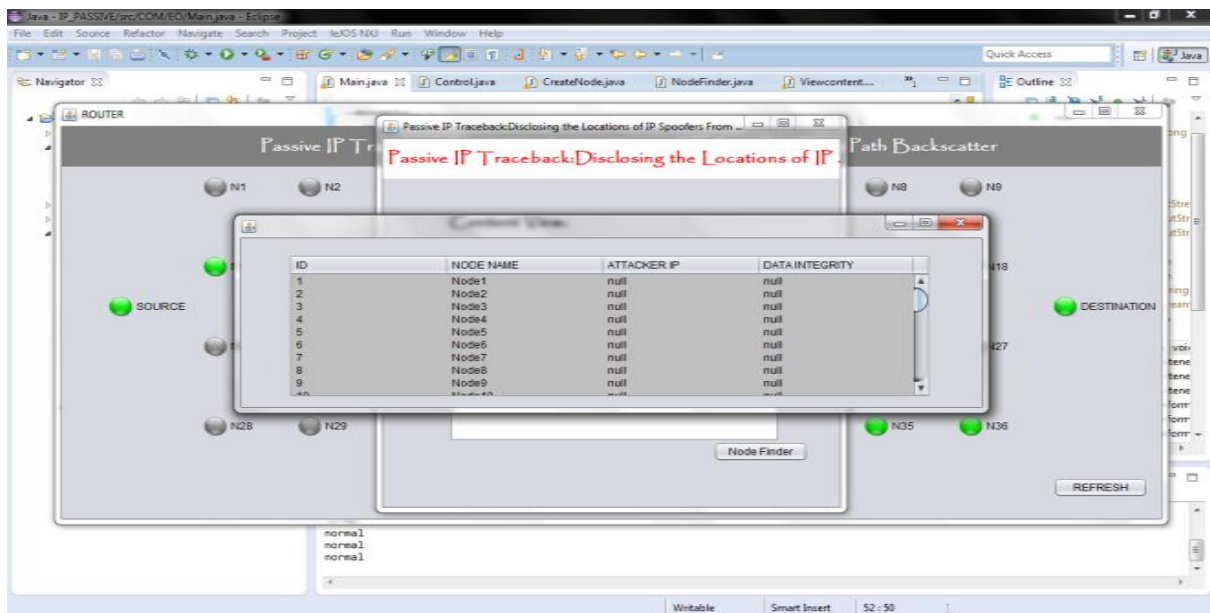 Java - IP_PASSIVE/src/COM/EO/Main.java - Eclipse
File Edit Source Refactor Navigate Search Project leJOS NXJ Run Window Help
Quick Access
Java
Navigator
Main.java
Control.java
CreateNode.java
NodeFinder.java
Viewcontent....
Outline
ROUTER
Passive IP Traceback:Disclosing the Locations of IP Spoofers From ...
Passive IP Tr
Passive IP Traceback:Disclosing the Locations of IP
Path Backscatter
N1
N2
N8
N9
Content View
ID NODE NAME ATTACKER IP DATA INTEGRITY
1 Node1 null null
2 Node2 null null
3 Node3 null null
4 Node4 null null
5 Node5 null null
6 Node6 null null
7 Node7 null null
8 Node8 null null
9 Node9 null null
N18
SOURCE
DESTINATION
N27
N28
N29
N35
N36
Node Finder
REFRESH
normal
normal
normal
Writable Smart Insert 52 : 50